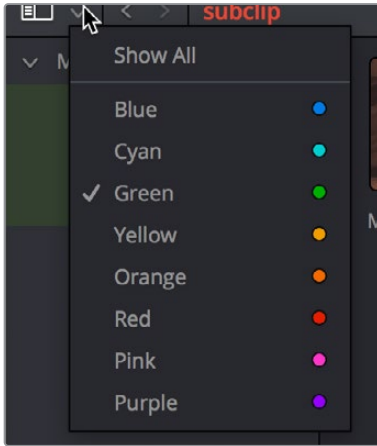 subclip
M
Show All
Blue
Cyan
Green
Yellow
Orange
Red
Pink
Purple
M